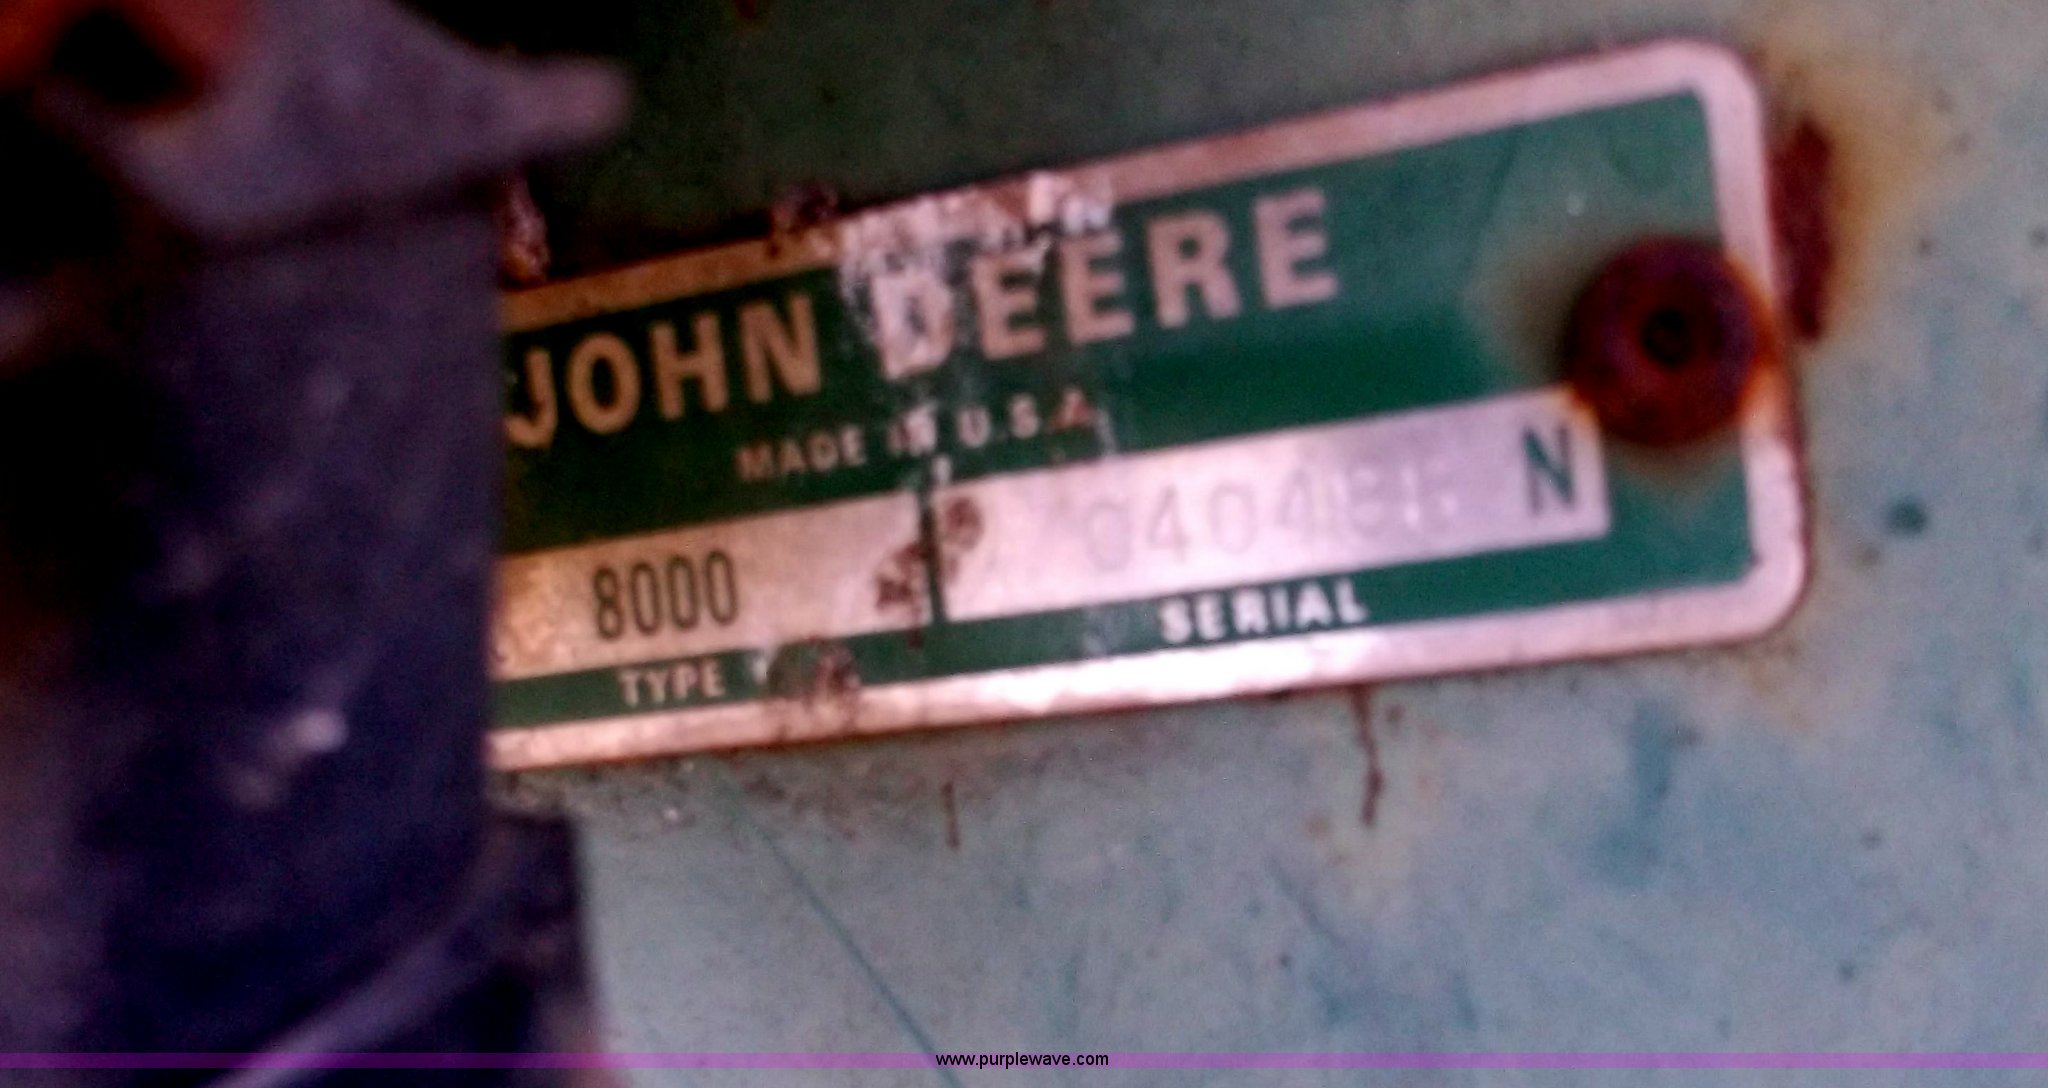 JOHN DEERE
MADE IN U.S.A.
8000 N
TYPE SERIAL
www.purplewave.com